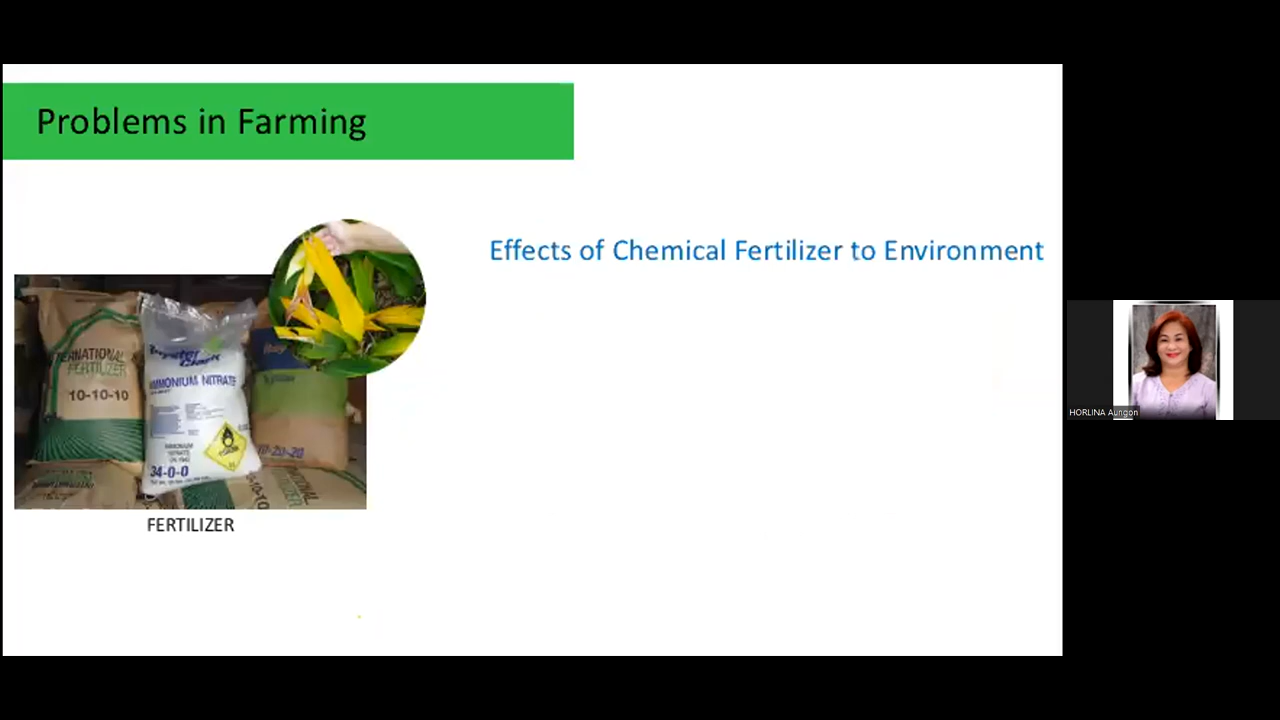 Problems in Farming
Effects of Chemical Fertilizer to Environment
TERNATIONAL
FERTILIZER
10-10-10
AMMONIUM NITRATE
34-0-0
FERTILIZER
HORLINA Aungon